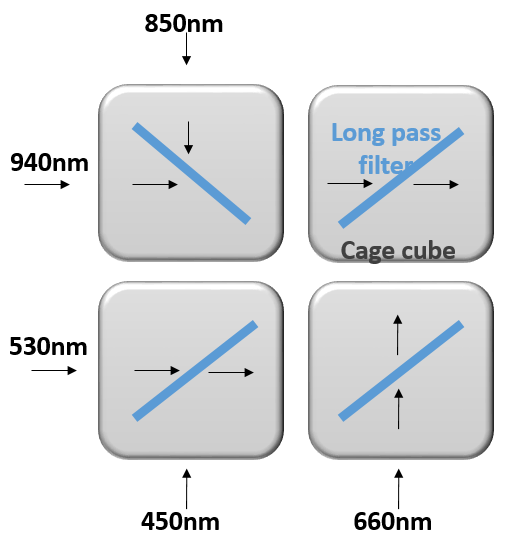 850nm
940nm
Long pass
filter
Cage cube
530nm
450nm
660nm